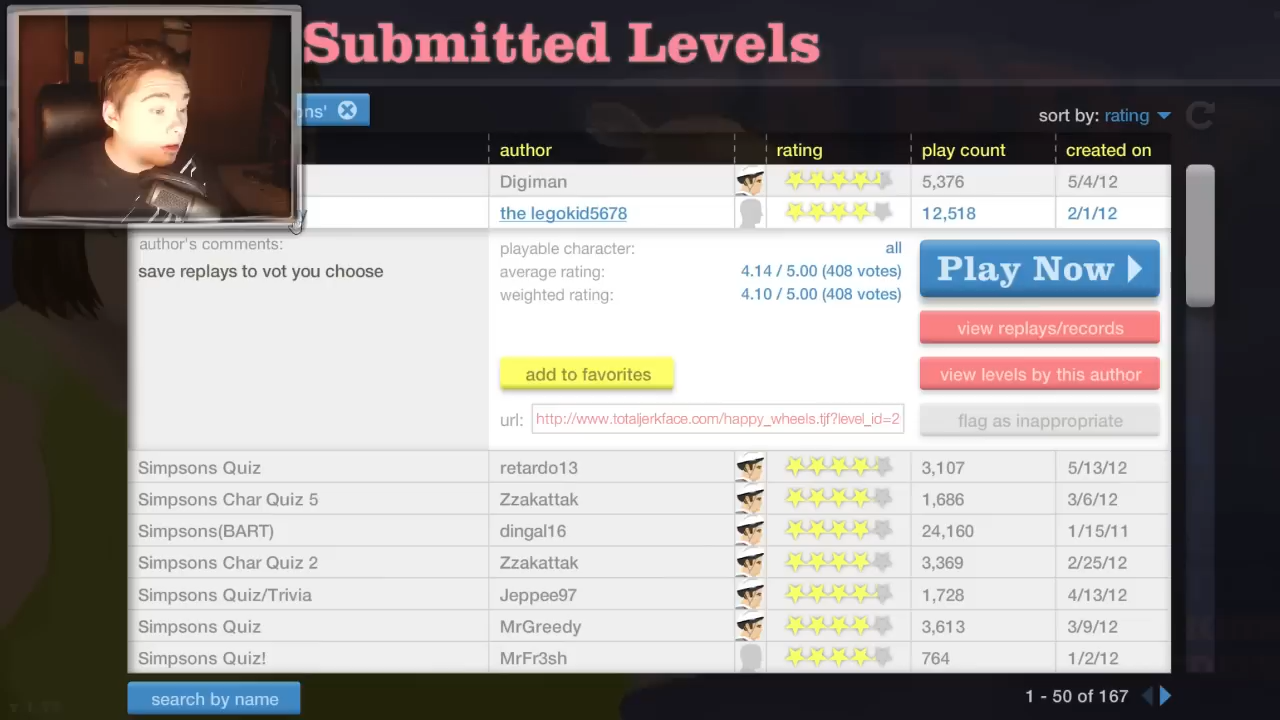 Submitted Levels
ns'
sort by: rating
author rating play count created on
Digiman 5,376 5/4/12
the legokid5678 12,518 2/1/12
author's comments:
save replays to vot you choose
playable character: all
average rating: 4.14 / 5.00 (408 votes)
weighted rating: 4.10 / 5.00 (408 votes)
Play Now
view replays/records
add to favorites
view levels by this author
url: http://www.totaljerkface.com/happy_wheels.tjf?level_id=2
flag as inappropriate
Simpsons Quiz retardo13 3,107 5/13/12
Simpsons Char Quiz 5 Zzakattak 1,686 3/6/12
Simpsons(BART) dingal16 24,160 1/15/11
Simpsons Char Quiz 2 Zzakattak 3,369 2/25/12
Simpsons Quiz/Trivia Jeppee97 1,728 4/13/12
Simpsons Quiz MrGreedy 3,613 3/9/12
Simpsons Quiz! MrFr3sh 764 1/2/12
search by name
1 - 50 of 167